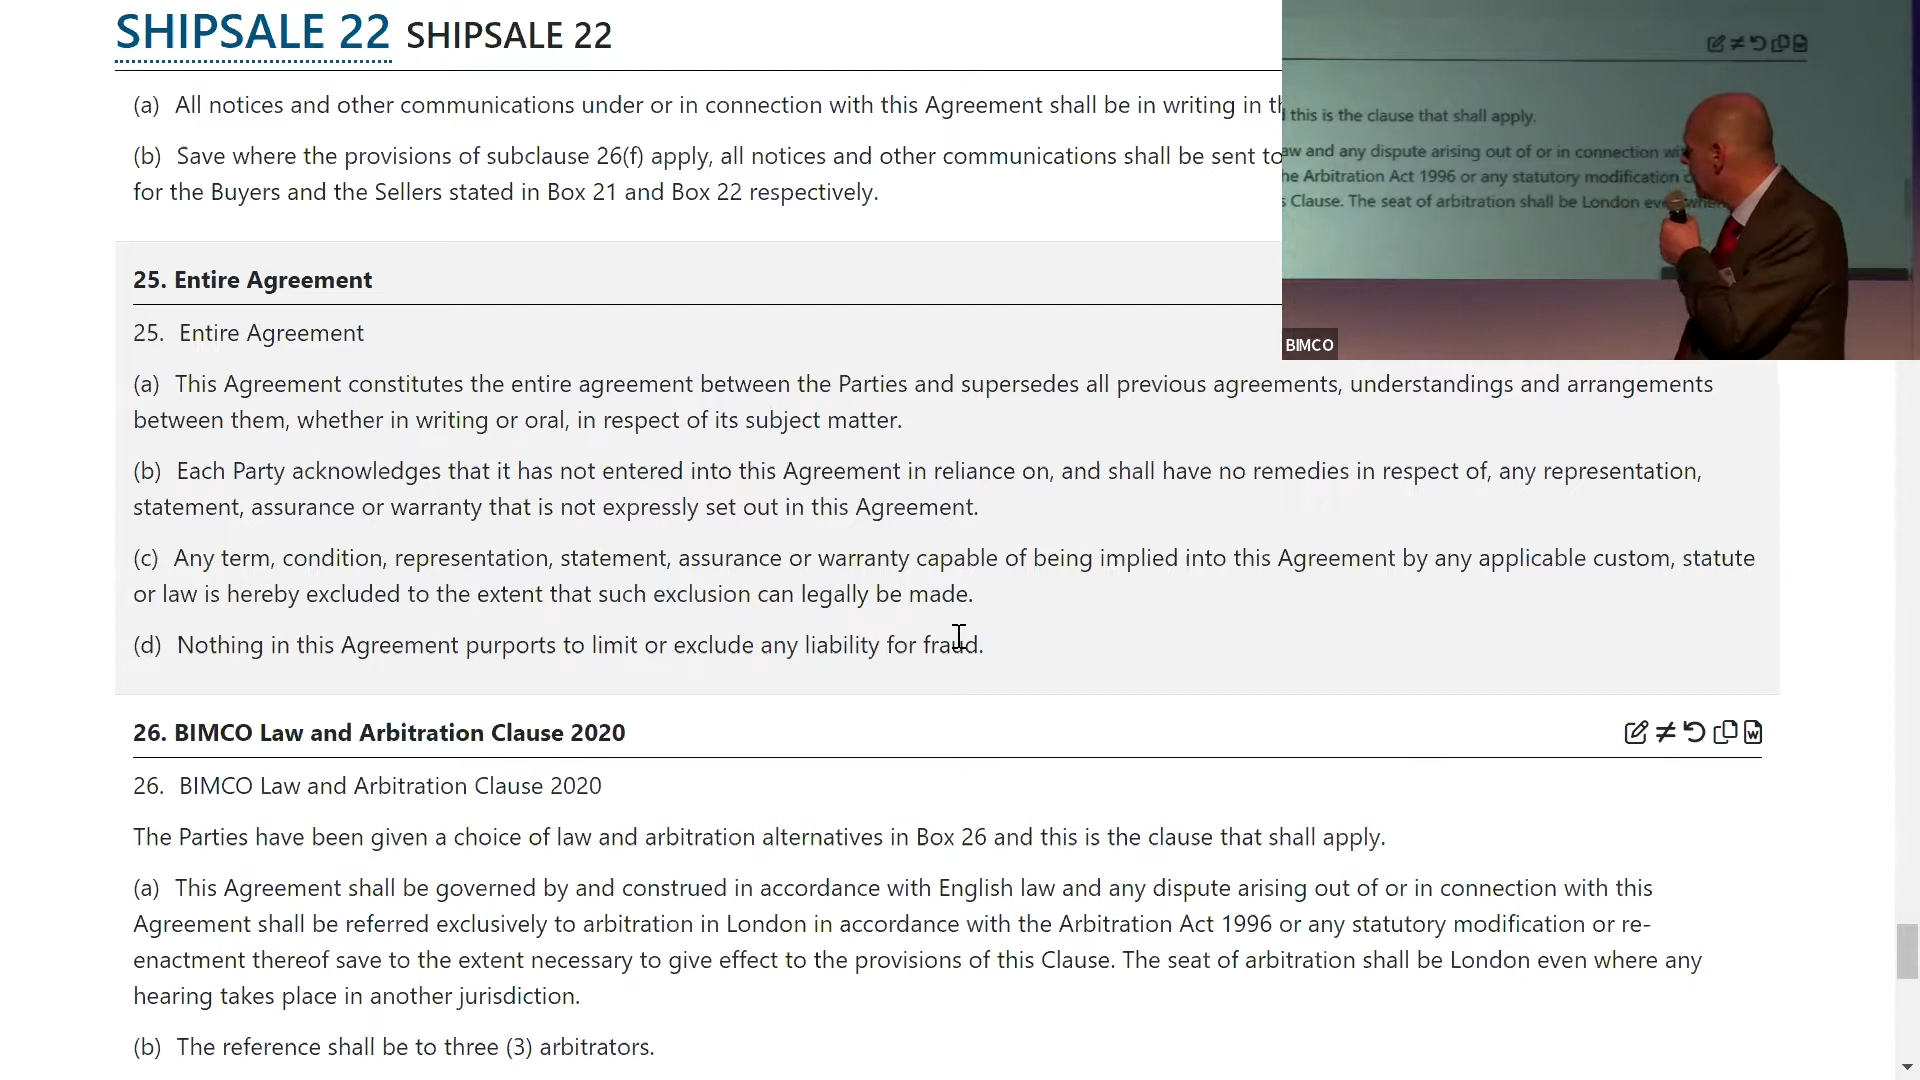 SHIPSALE 22 SHIPSALE 22
(a) All notices and other communications under or in connection with this Agreement shall be in writing in
(b) Save where the provisions of subclause 26(f) apply, all notices and other communications shall be sent to
for the Buyers and the Sellers stated in Box 21 and Box 22 respectively.
this is the clause that shall apply.
aw and any dispute arising out of or in connection
he Arbitration Act 1996 or any statutory modification
s Clause. The seat of arbitration shall be London
BIMCO
25. Entire Agreement
25. Entire Agreement
(a) This Agreement constitutes the entire agreement between the Parties and supersedes all previous agreements, understandings and arrangements
between them, whether in writing or oral, in respect of its subject matter.
(b) Each Party acknowledges that it has not entered into this Agreement in reliance on, and shall have no remedies in respect of, any representation,
statement, assurance or warranty that is not expressly set out in this Agreement.
(c) Any term, condition, representation, statement, assurance or warranty capable of being implied into this Agreement by any applicable custom, statute
or law is hereby excluded to the extent that such exclusion can legally be made.
(d) Nothing in this Agreement purports to limit or exclude any liability for fraud.
26. BIMCO Law and Arbitration Clause 2020
26. BIMCO Law and Arbitration Clause 2020
The Parties have been given a choice of law and arbitration alternatives in Box 26 and this is the clause that shall apply.
(a) This Agreement shall be governed by and construed in accordance with English law and any dispute arising out of or in connection with this
Agreement shall be referred exclusively to arbitration in London in accordance with the Arbitration Act 1996 or any statutory modification or re-
enactment thereof save to the extent necessary to give effect to the provisions of this Clause. The seat of arbitration shall be London even where any
hearing takes place in another jurisdiction.
(b) The reference shall be to three (3) arbitrators.